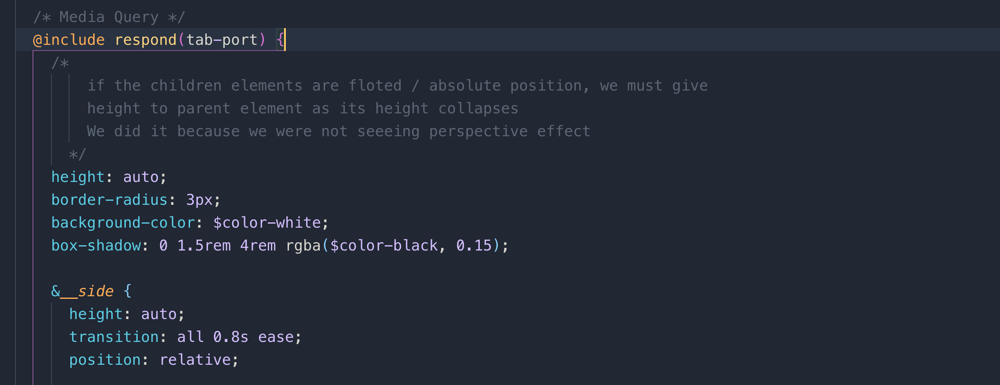 /* Media Query */
@include respond(tab-port) {
/*
if the children elements are floted / absolute position, we must give
height to parent element as its height collapses
We did it because we were not seeeing perspective effect
*/
height: auto;
border-radius: 3px;
background-color: $color-white;
box-shadow: 0 1.5rem 4rem rgba($color-black, 0.15);
&__side {
height: auto;
transition: all 0.8s ease;
position: relative;